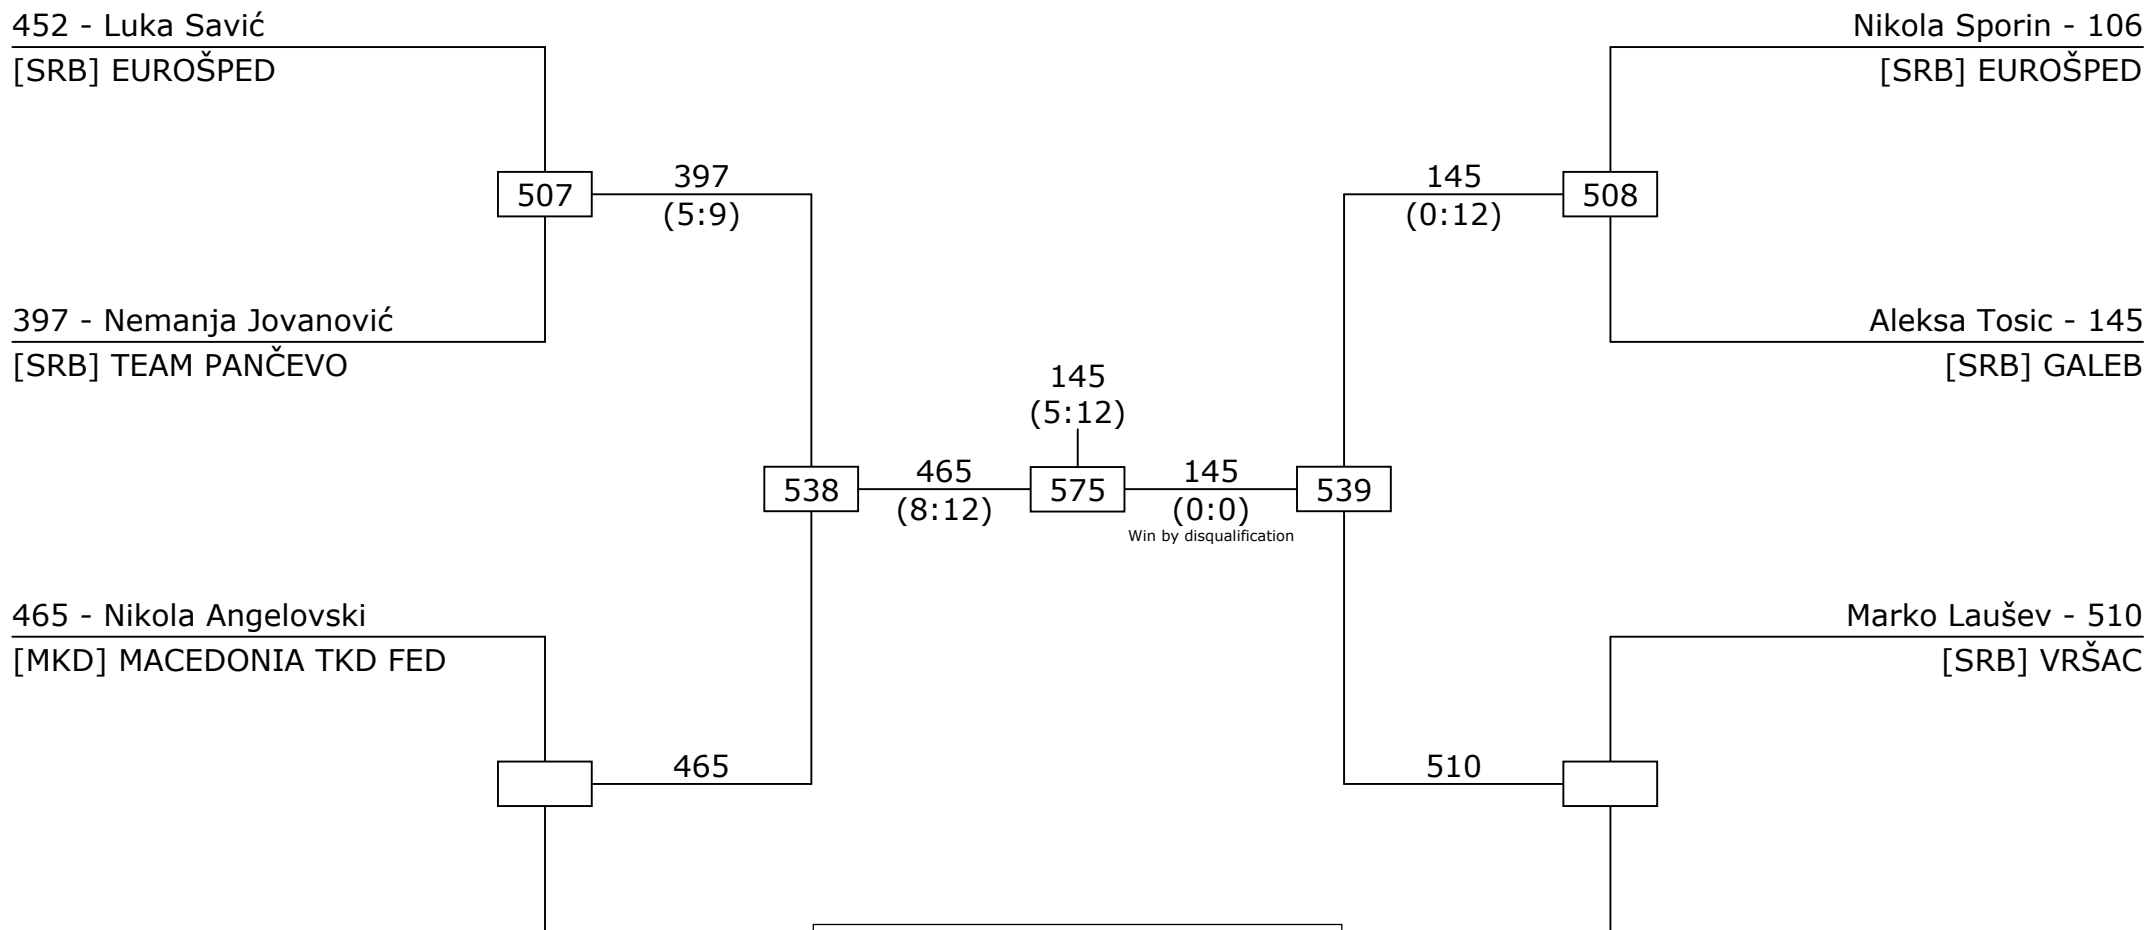 452 - Luka Savić
[SRB] EUROŠPED
Nikola Sporin - 106
[SRB] EUROŠPED
507
397
(5:9)
145
(0:12)
508
397 - Nemanja Jovanović
[SRB] TEAM PANČEVO
Aleksa Tosic - 145
[SRB] GALEB
145
(5:12)
538
465
(8:12)
575
145
(0:0)
Win by disqualification
539
465 - Nikola Angelovski
[MKD] MACEDONIA TKD FED
Marko Laušev - 510
[SRB] VRŠAC
465
510